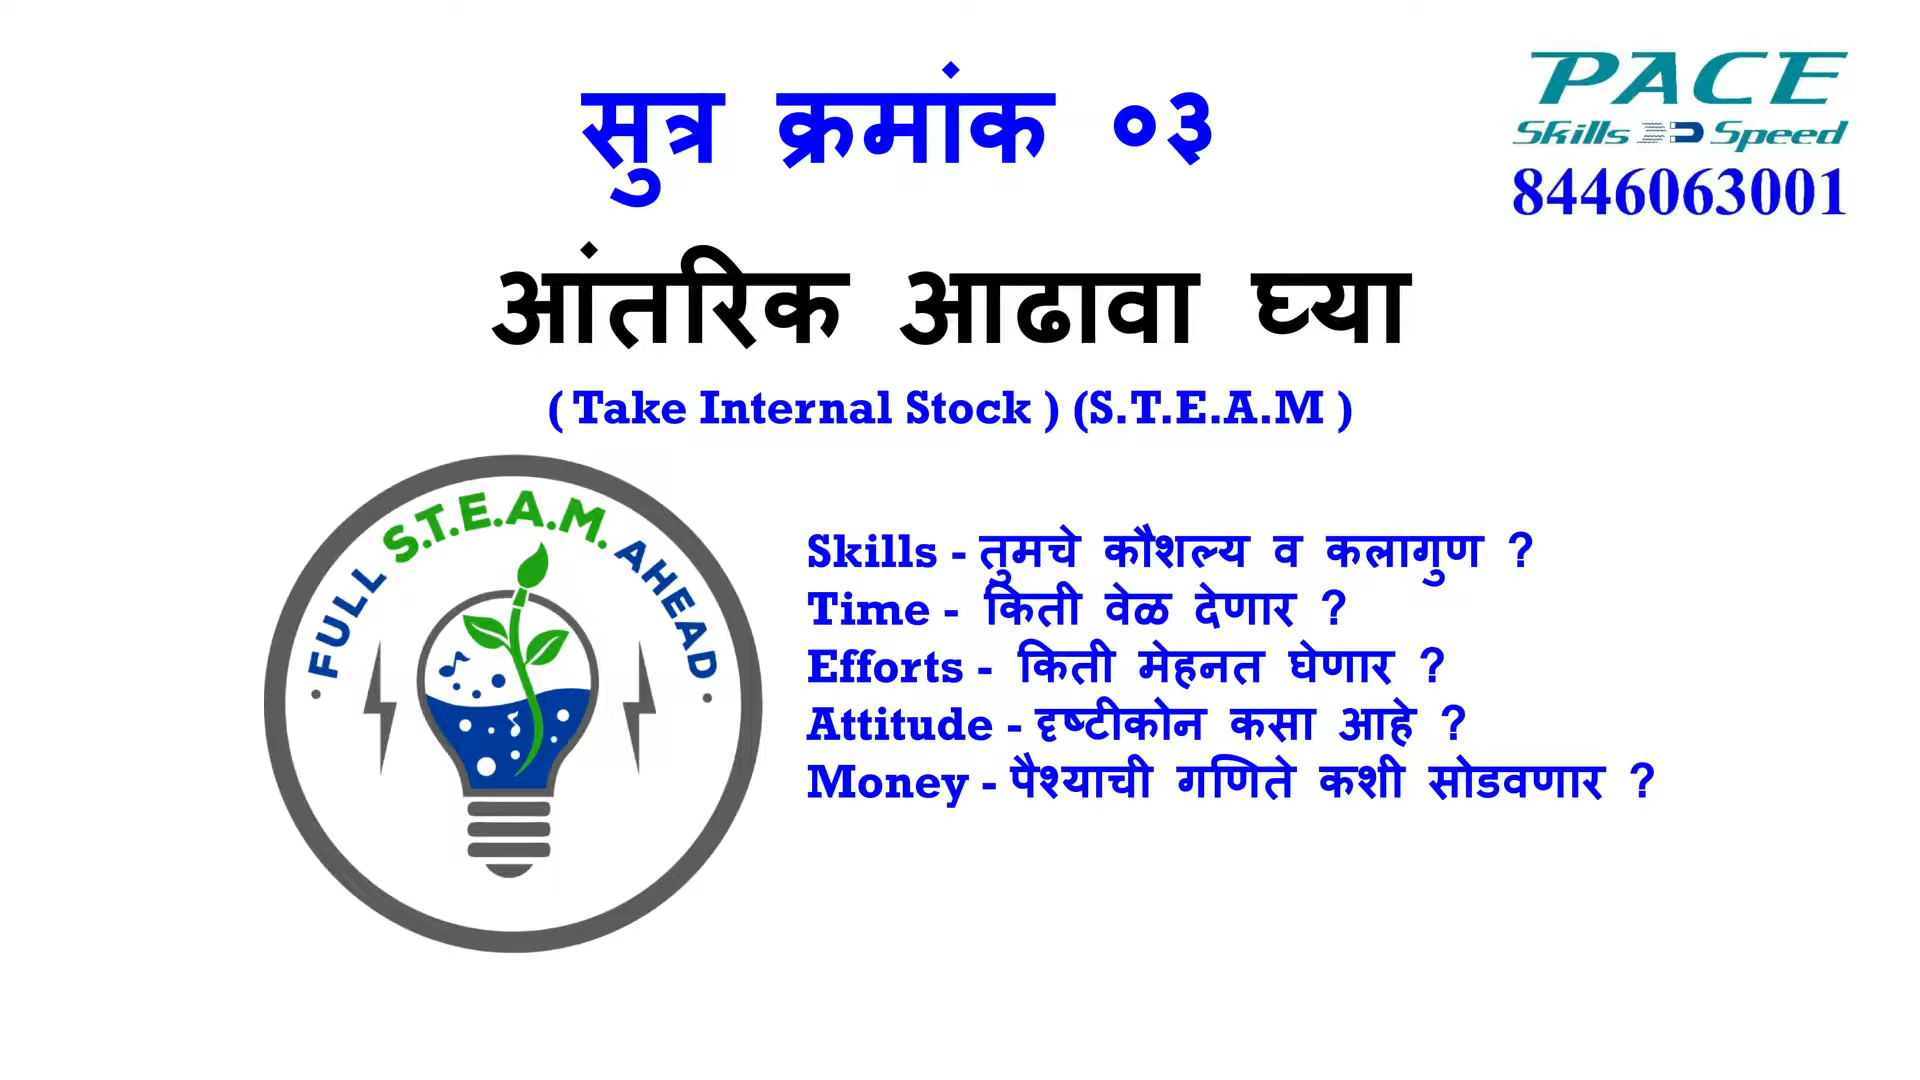 सुत्र क्रमांक ०३
PACE
Skills Speed
8446063001
आंतरिक आढावा घ्या
( Take Internal Stock ) (S.T.E.A.M )
· FULL S.T.E.A.M. AHEAD ·
Skills - तुमचे कौशल्य व कलागुण ?
Time - किती वेळ देणार ?
Efforts - किती मेहनत घेणार ?
Attitude - दृष्टीकोन कसा आहे ?
Money - पैश्याची गणिते कशी सोडवणार ?